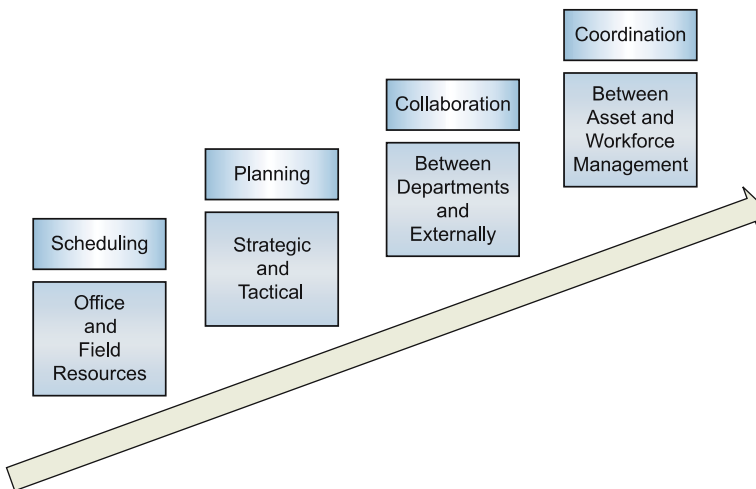 Scheduling
Office
and
Field
Resources
Planning
Strategic
and
Tactical
Collaboration
Between
Departments
and
Externally
Coordination
Between
Asset and
Workforce
Management